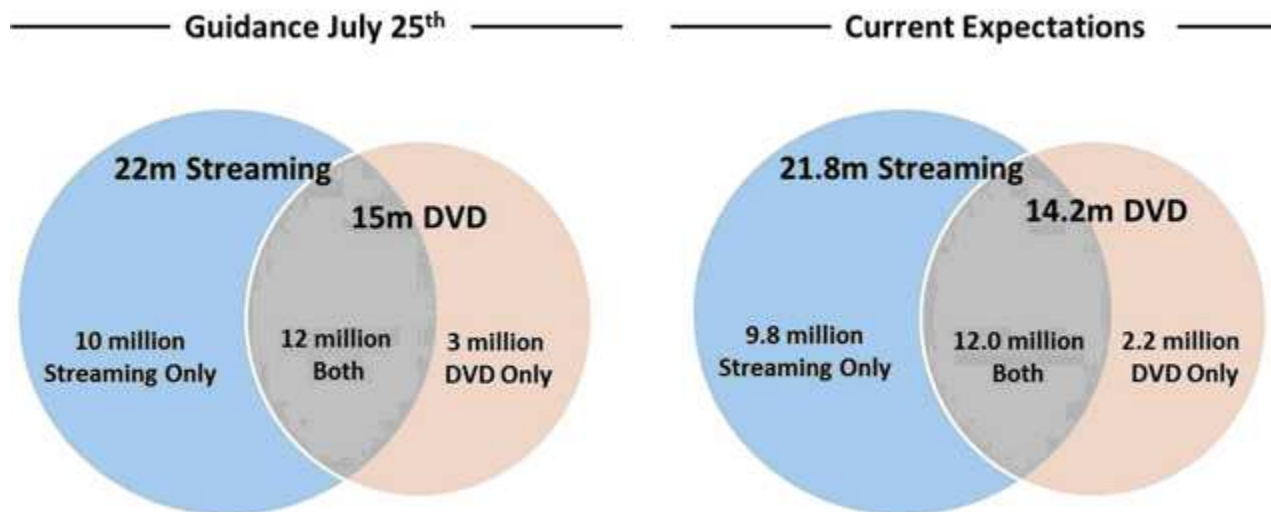 Guidance July 25th
22m Streaming
15m DVD
10 million
Streaming Only
12 million
Both
3 million
DVD Only
Current Expectations
21.8m Streaming
14.2m DVD
9.8 million
Streaming Only
12.0 million
Both
2.2 million
DVD Only